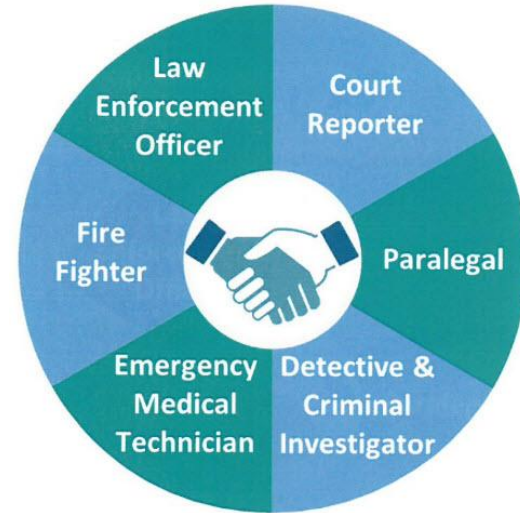 Law
Enforcement
Officer
Court
Reporter
Paralegal
Detective &
Criminal
Investigator
Emergency
Medical
Technician
Fire
Fighter